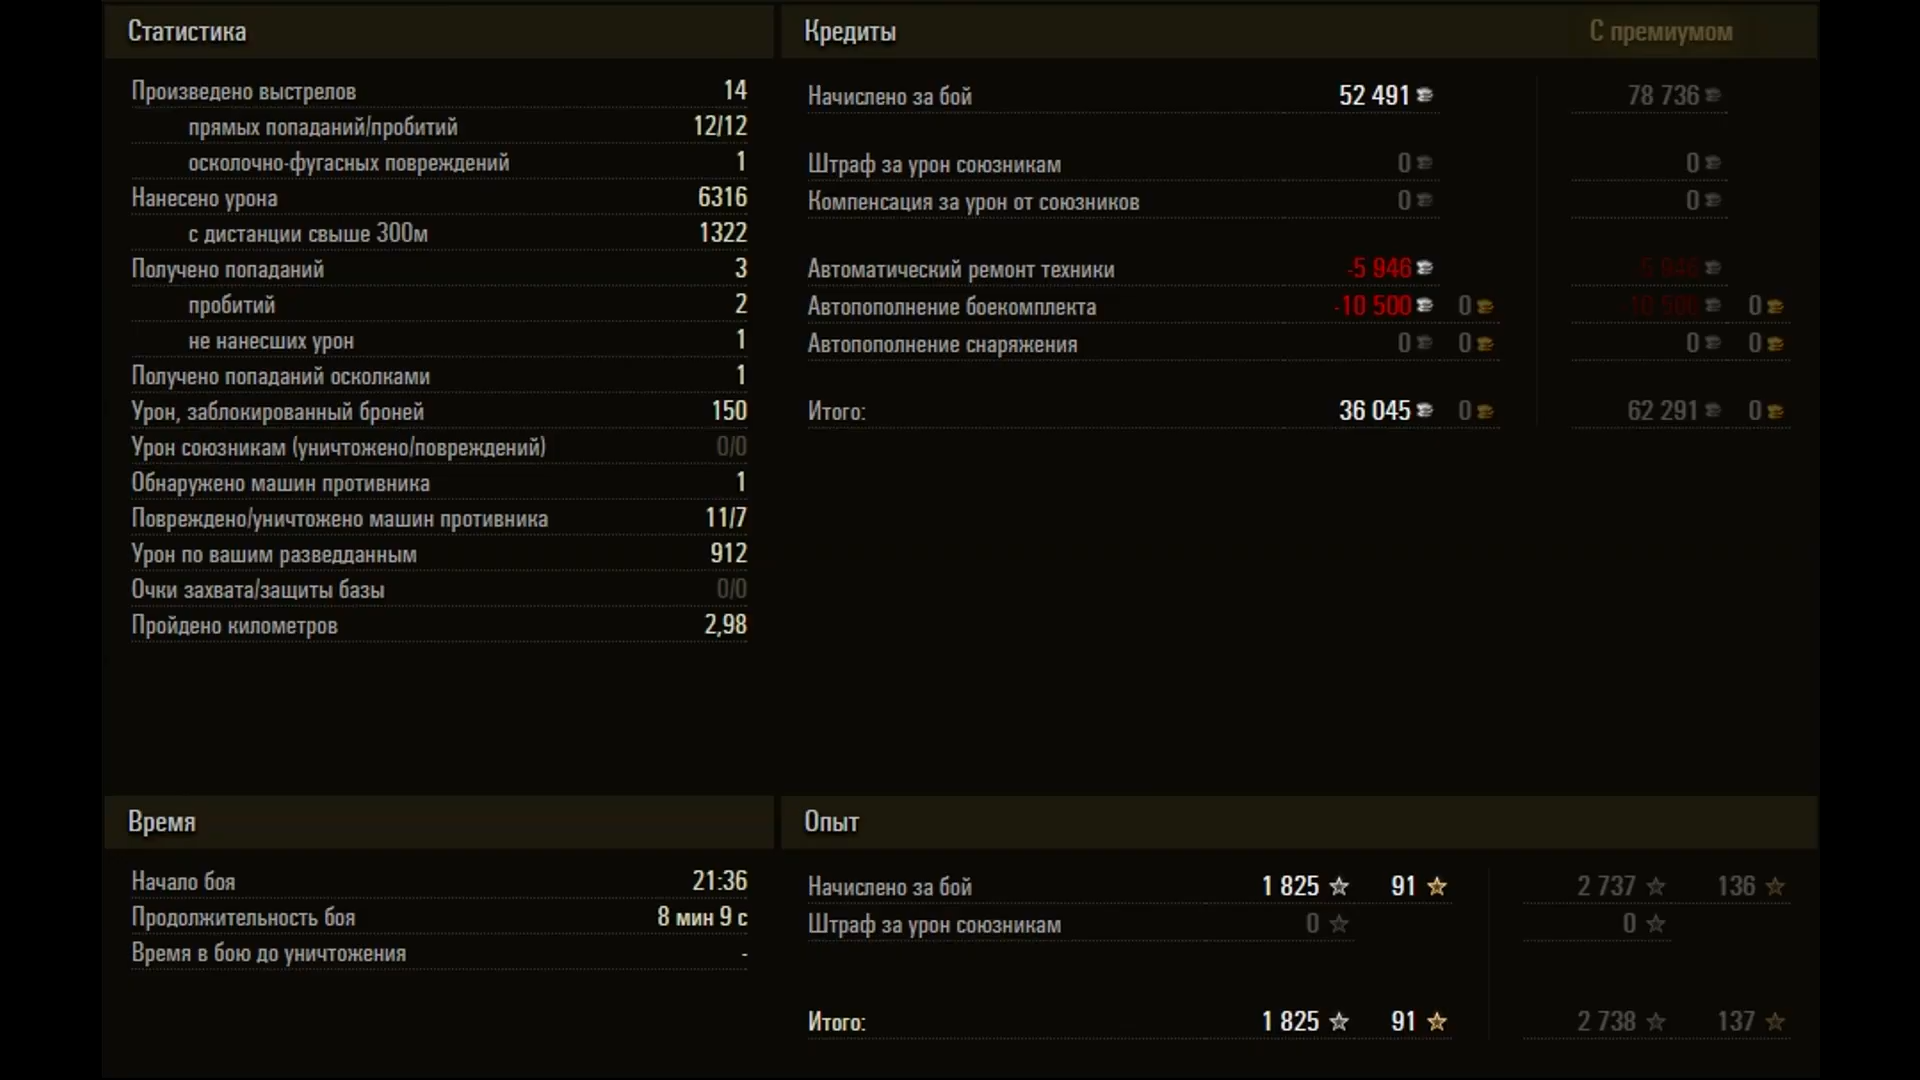 Статистика
Произведено выстрелов 14
прямых попаданий/пробитий 12/12
осколочно-фугасных повреждений 1
Нанесено урона 6316
с дистанции свыше 300м 1322
Получено попаданий 3
пробитий 2
не нанесших урон 1
Получено попаданий осколками 1
Урон, заблокированный броней 150
Урон союзникам (уничтожено/повреждений) 0/0
Обнаружено машин противника 1
Повреждено/уничтожено машин противника 11/7
Урон по вашим разведданным 912
Очки захвата/защиты базы 0/0
Пройдено километров 2,98
Кредиты С премиумом
Начислено за бой 52 491 78 736
Штраф за урон союзникам 0 0
Компенсация за урон от союзников 0 0
Автоматический ремонт техники -5 946 -5 946
Автопополнение боекомплекта -10 500 0 -10 500 0
Автопополнение снаряжения 0 0 0 0
Итого: 36 045 0 62 291 0
Время
Начало боя 21:36
Продолжительность боя 8 мин 9 с
Время в бою до уничтожения -
Опыт
Начислено за бой 1 825 91 2 737 136
Штраф за урон союзникам 0 0
Итого: 1 825 91 2 738 137